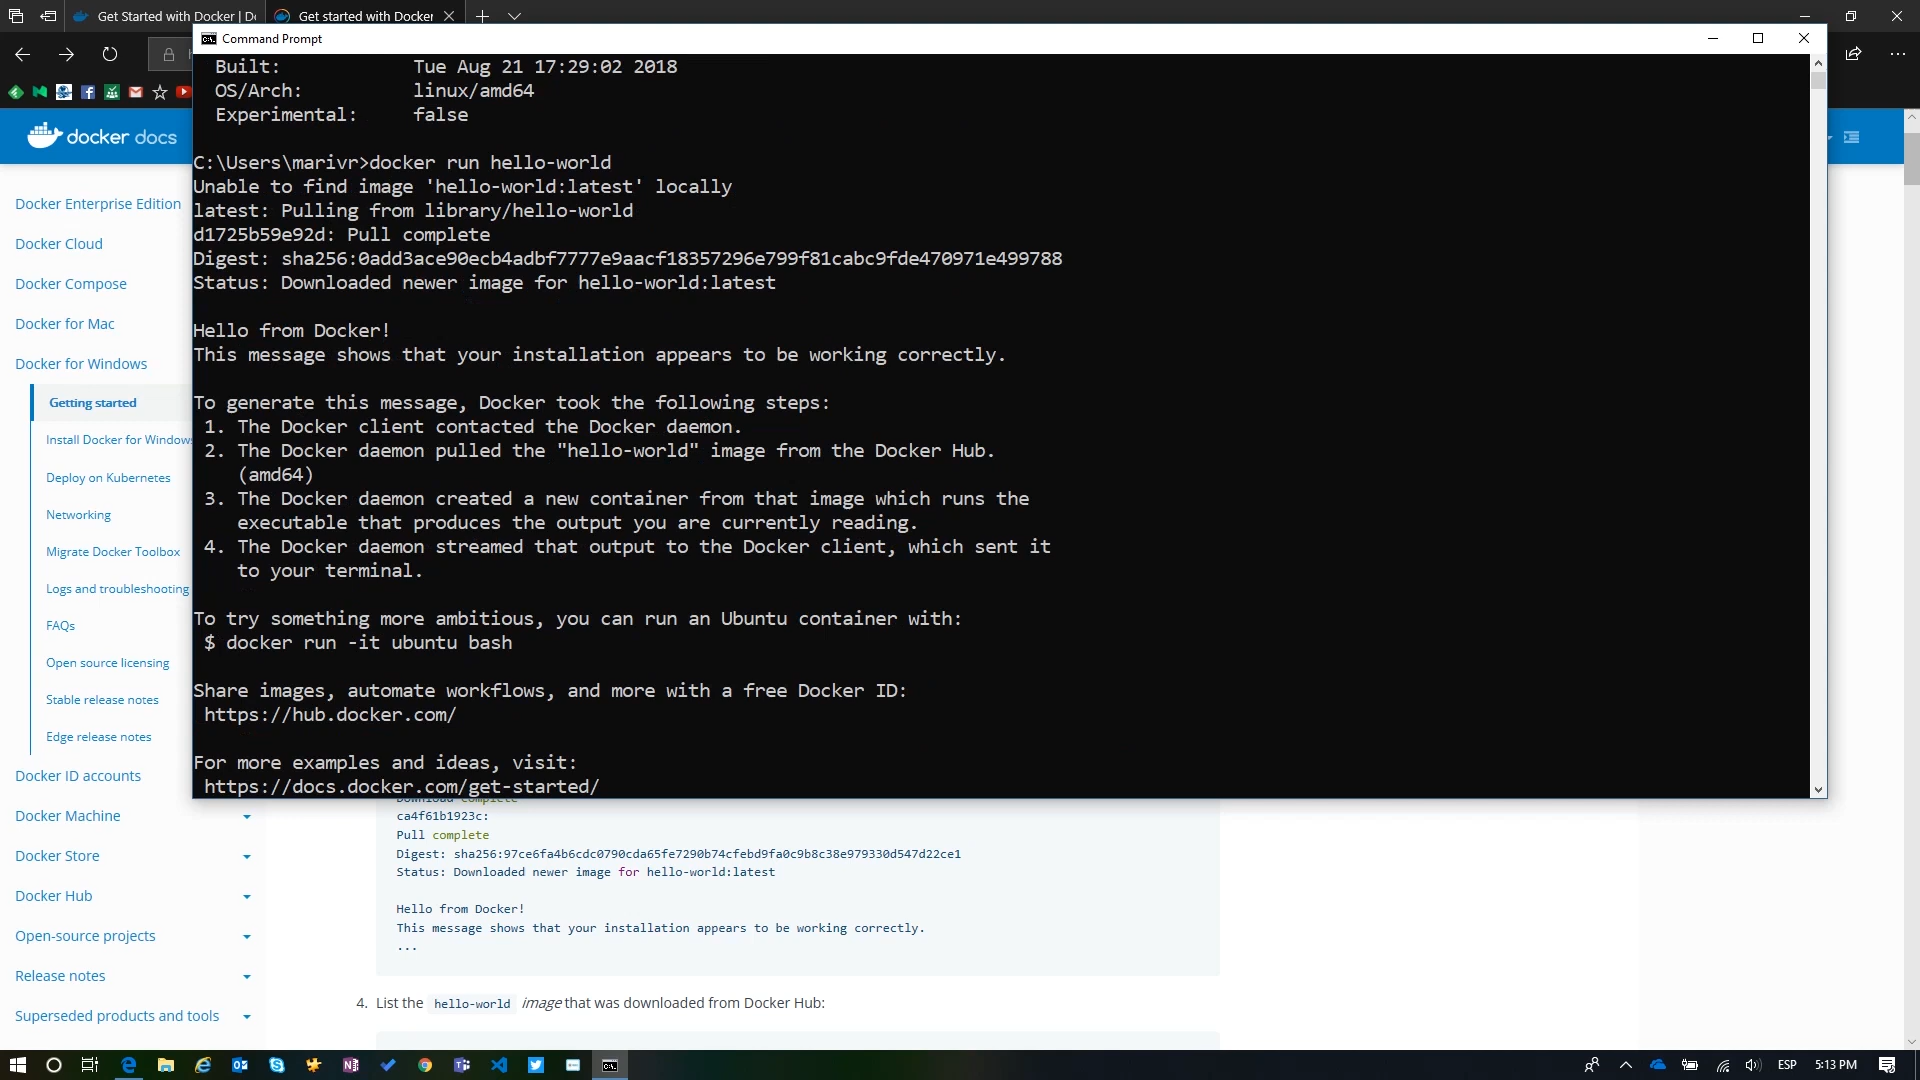 Get Started with Docker | Do
Get started with Docker
Command Prompt
Built: Tue Aug 21 17:29:02 2018
OS/Arch: linux/amd64
Experimental: false
C:\Users\marivr>docker run hello-world
Unable to find image 'hello-world:latest' locally
latest: Pulling from library/hello-world
d1725b59e92d: Pull complete
Digest: sha256:0add3ace90ecb4adbf7777e9aacf18357296e799f81cabc9fde470971e499788
Status: Downloaded newer image for hello-world:latest
Hello from Docker!
This message shows that your installation appears to be working correctly.
To generate this message, Docker took the following steps:
1. The Docker client contacted the Docker daemon.
2. The Docker daemon pulled the "hello-world" image from the Docker Hub.
(amd64)
3. The Docker daemon created a new container from that image which runs the
executable that produces the output you are currently reading.
4. The Docker daemon streamed that output to the Docker client, which sent it
to your terminal.
To try something more ambitious, you can run an Ubuntu container with:
$ docker run -it ubuntu bash
Share images, automate workflows, and more with a free Docker ID:
https://hub.docker.com/
For more examples and ideas, visit:
https://docs.docker.com/get-started/
docker docs
Docker Enterprise Edition
Docker Cloud
Docker Compose
Docker for Mac
Docker for Windows
Getting started
Install Docker for Windows
Deploy on Kubernetes
Networking
Migrate Docker Toolbox
Logs and troubleshooting
FAQs
Open source licensing
Stable release notes
Edge release notes
Docker ID accounts
Docker Machine
Docker Store
Docker Hub
Open-source projects
Release notes
Superseded products and tools
Download complete
ca4f61b1923c:
Pull complete
Digest: sha256:97ce6fa4b6cdc0790cda65fe7290b74cfebd9fa0c9b8c38e979330d547d22ce1
Status: Downloaded newer image for hello-world:latest
Hello from Docker!
This message shows that your installation appears to be working correctly.
...
4. List the hello-world image that was downloaded from Docker Hub:
ESP
5:13 PM